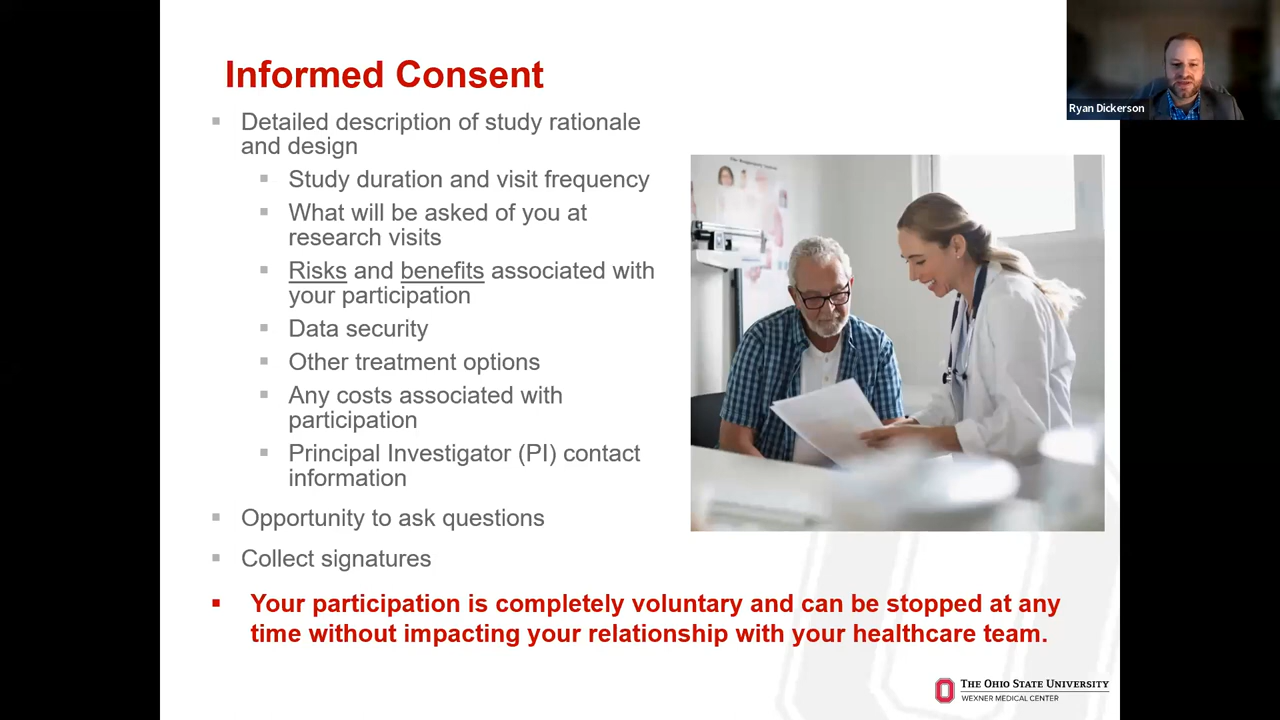 Informed Consent
Ryan Dickerson
Detailed description of study rationale
and design
Study duration and visit frequency
What will be asked of you at
research visits
Risks and benefits associated with
your participation
Data security
Other treatment options
Any costs associated with
participation
Principal Investigator (PI) contact
information
Opportunity to ask questions
Collect signatures
Your participation is completely voluntary and can be stopped at any
time without impacting your relationship with your healthcare team.
THE OHIO STATE UNIVERSITY
WEXNER MEDICAL CENTER